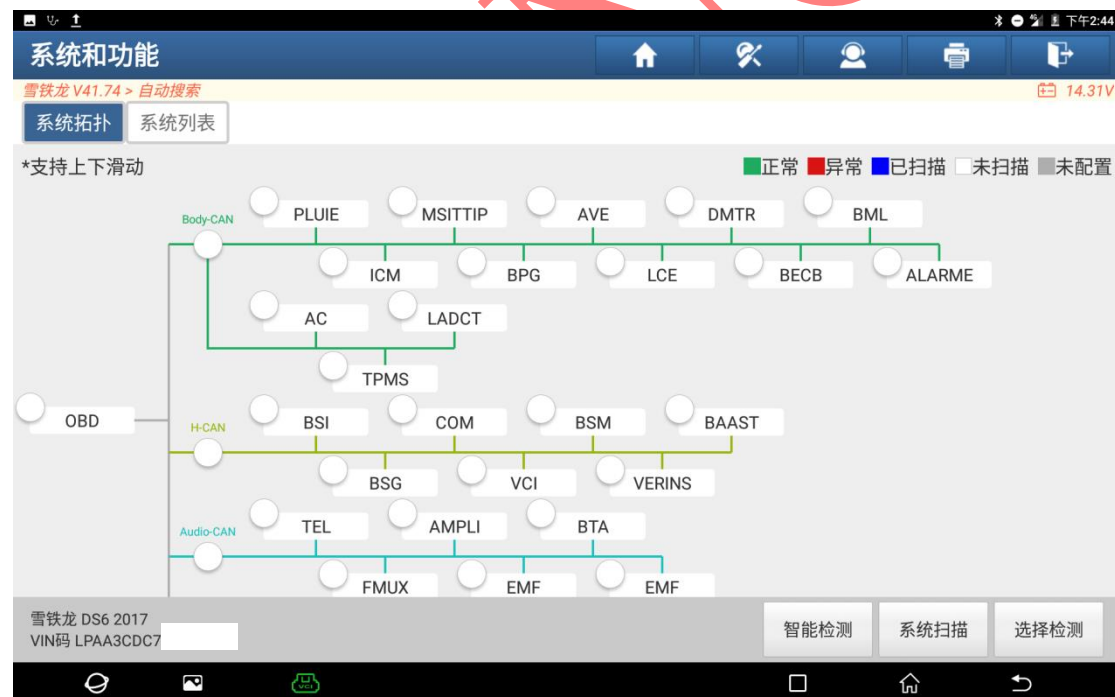 下午2:44
系统和功能
雪铁龙 V41.74 > 自动搜索
14.31V
系统拓扑 系统列表
*支持上下滑动
正常 异常 已扫描 未扫描 未配置
Body-CAN
PLUIE MSITTIP AVE DMTR BML
ICM BPG LCE BECB ALARME
AC LADCT
TPMS
OBD
H-CAN
BSI COM BSM BAAST
BSG VCI VERINS
Audio-CAN
TEL AMPLI BTA
FMUX EMF EMF
雪铁龙 DS6 2017
VIN码 LPAA3CDC7
智能检测 系统扫描 选择检测
VCI